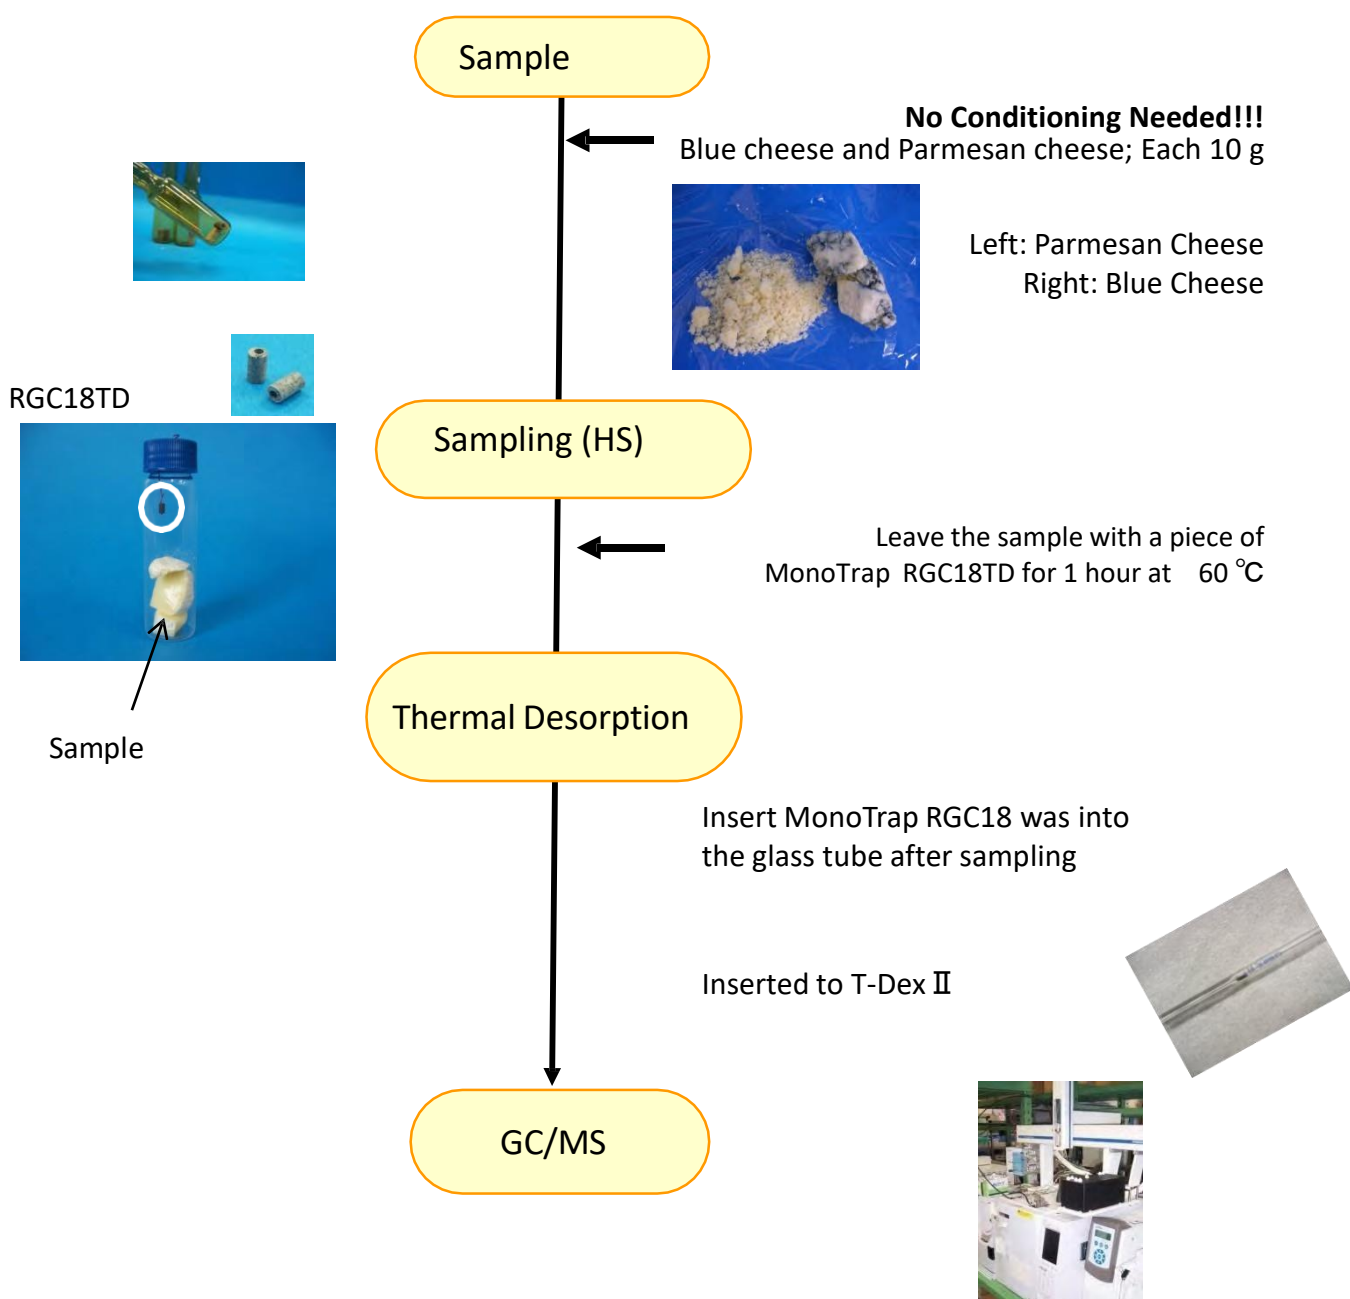 Sample
No Conditioning Needed!!!
Blue cheese and Parmesan cheese; Each 10 g
Left: Parmesan Cheese
Right: Blue Cheese
RGC18TD
Sampling (HS)
Leave the sample with a piece of
MonoTrap RGC18TD for 1 hour at 60 ℃
Thermal Desorption
Sample
Insert MonoTrap RGC18 was into
the glass tube after sampling
Inserted to T-Dex Ⅱ
GC/MS